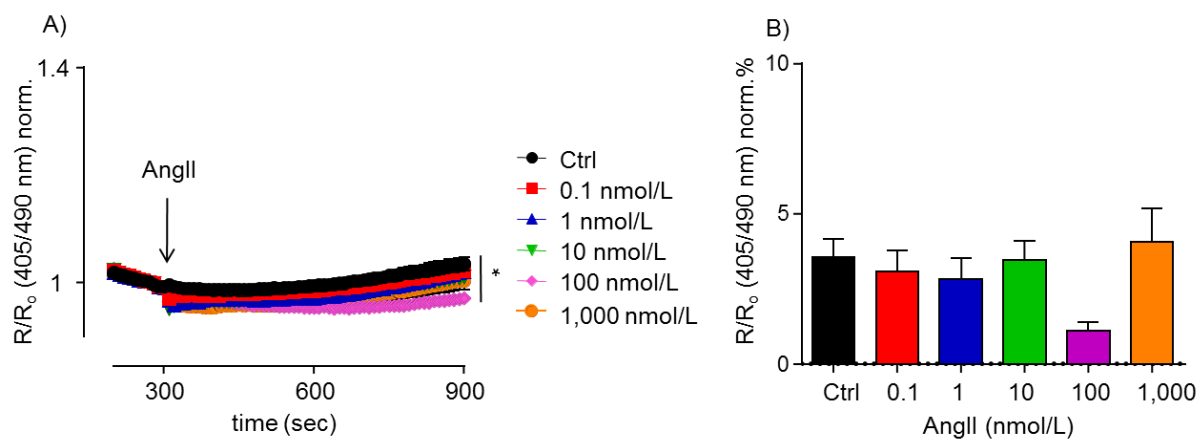 A)
R/R₀ (405/490 nm) norm.
1.4
1
AngII
300
600
900
time (sec)
*
Ctrl
0.1 nmol/L
1 nmol/L
10 nmol/L
100 nmol/L
1,000 nmol/L
B)
R/R₀ (405/490 nm) norm.%
10
5
0
Ctrl 0.1 1 10 100 1,000
AngII (nmol/L)